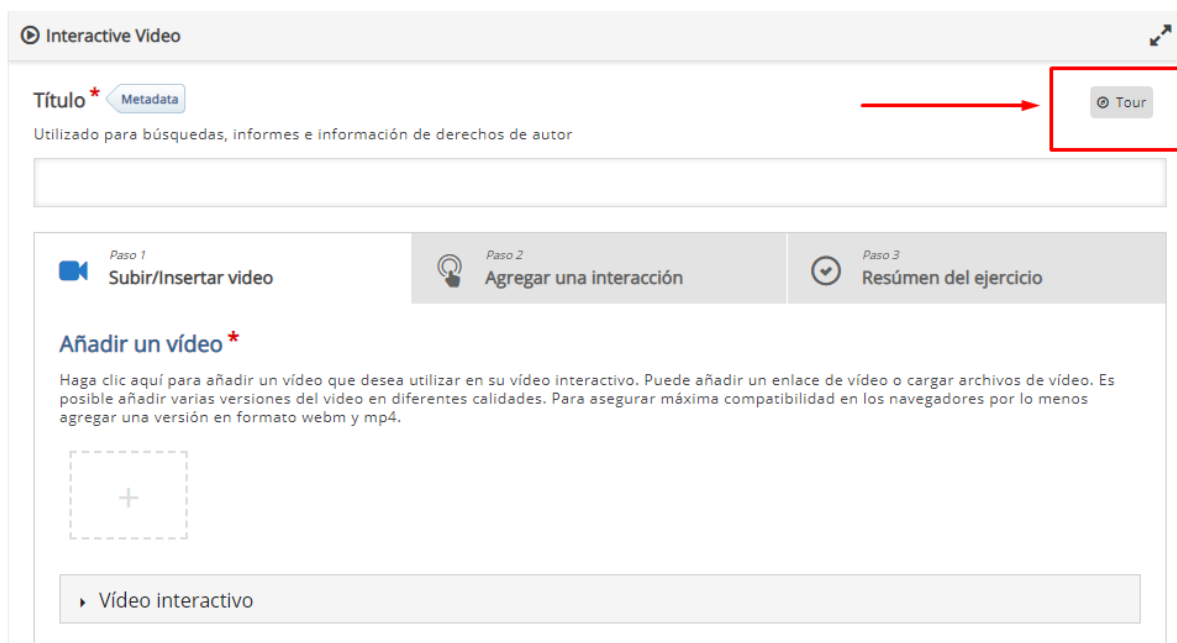 Interactive Video
Título * Metadata
Tour
Utilizado para búsquedas, informes e información de derechos de autor
Paso 1
Subir/Insertar video
Paso 2
Agregar una interacción
Paso 3
Resúmen del ejercicio
Añadir un vídeo *
Haga clic aquí para añadir un vídeo que desea utilizar en su vídeo interactivo. Puede añadir un enlace de vídeo o cargar archivos de vídeo. Es
posible añadir varias versiones del video en diferentes calidades. Para asegurar máxima compatibilidad en los navegadores por lo menos
agregar una versión en formato webm y mp4.
+
Vídeo interactivo